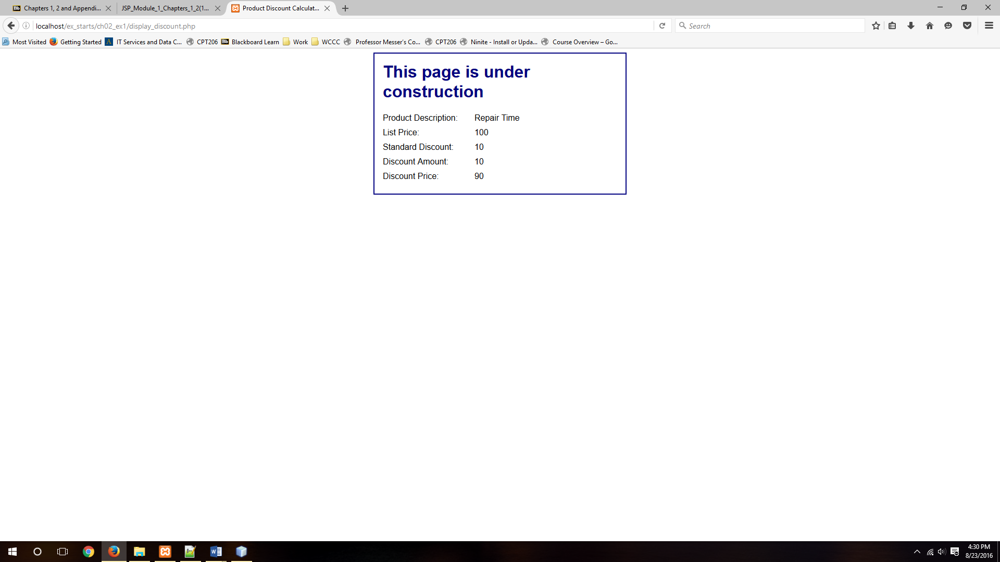 Bb Chapters 1, 2 and Appendi...
JSP_Module_1_Chapters_1_2(1...
Product Discount Calculat...
localhost/ex_starts/ch02_ex1/display_discount.php
Search
Most Visited
Getting Started
A IT Services and Data C...
CPT206
Bb Blackboard Learn
Work
WCCC
Professor Messer's Co...
CPT206
Ninite - Install or Upda...
Course Overview – Go...
This page is under
construction
Product Description: Repair Time
List Price: 100
Standard Discount: 10
Discount Amount: 10
Discount Price: 90
4:30 PM
8/23/2016